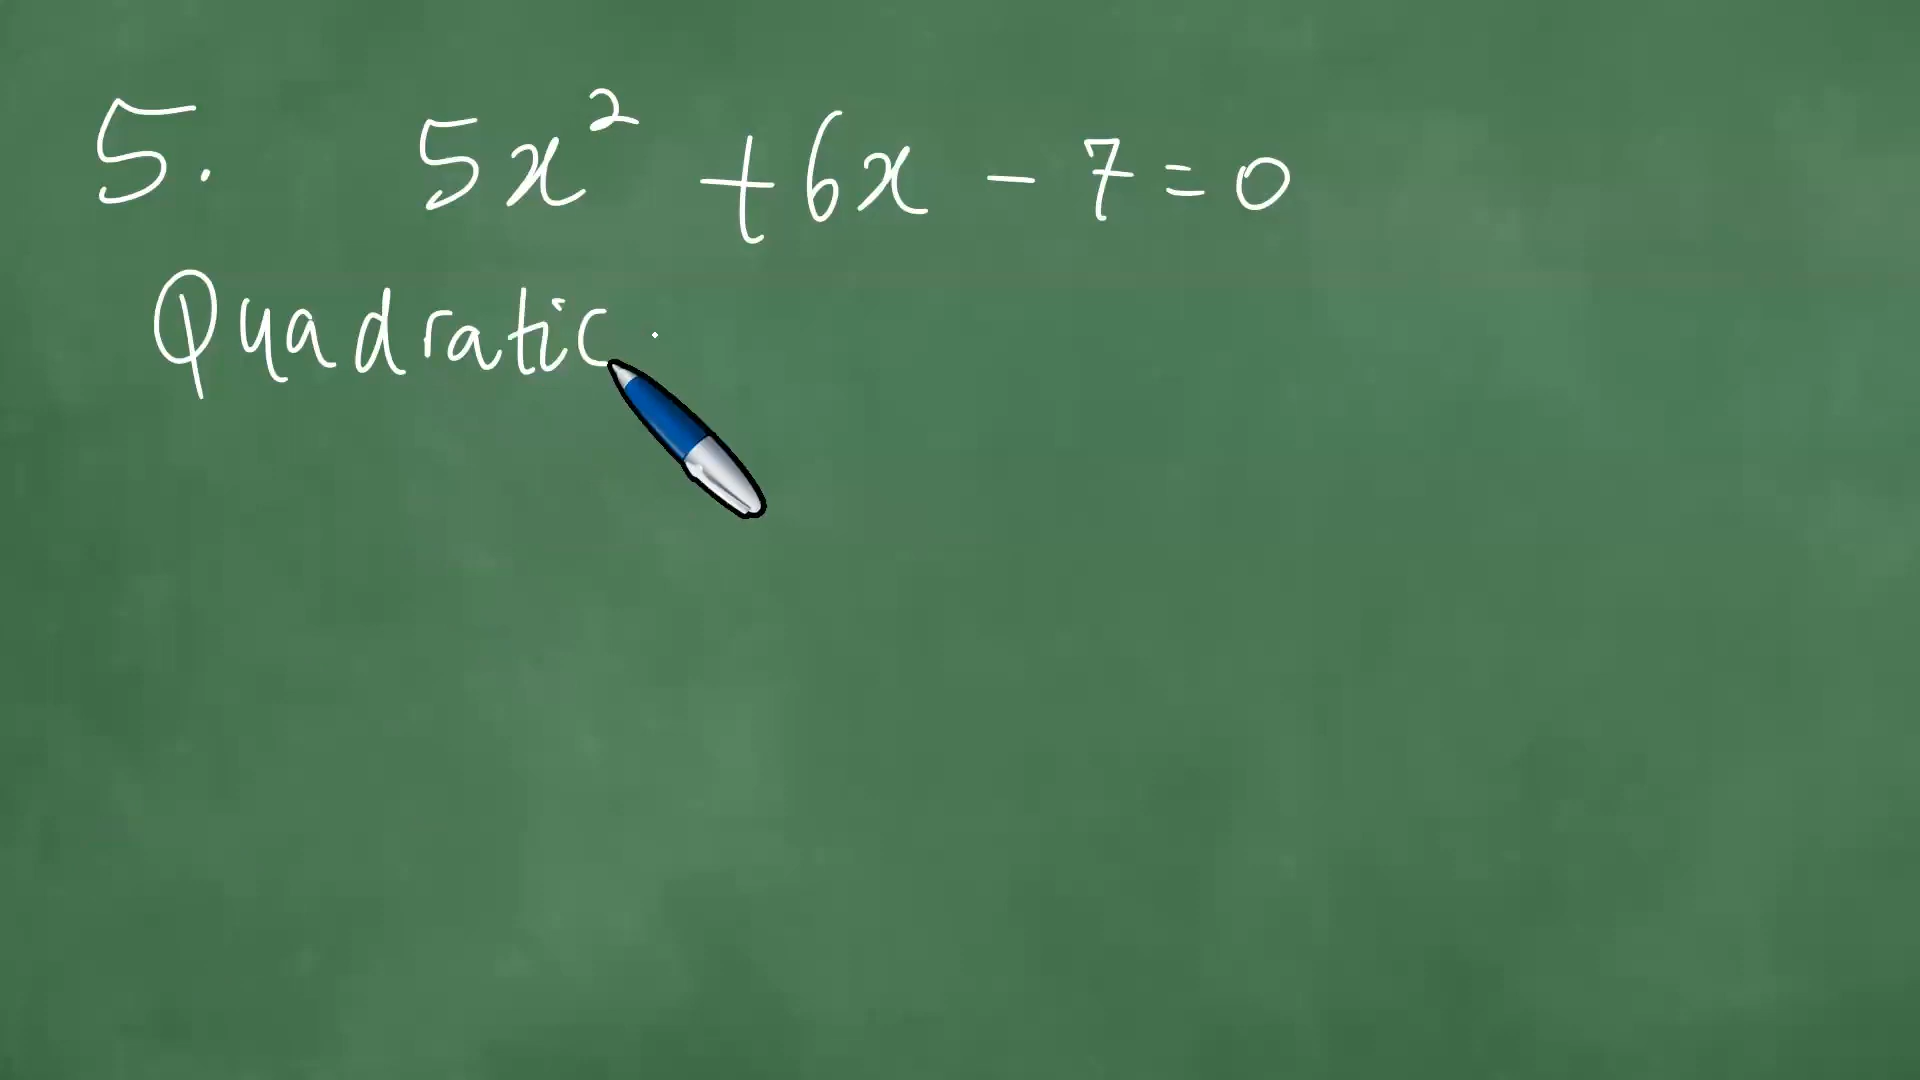 5. 5x² + 6x - 7 = 0
Quadratic